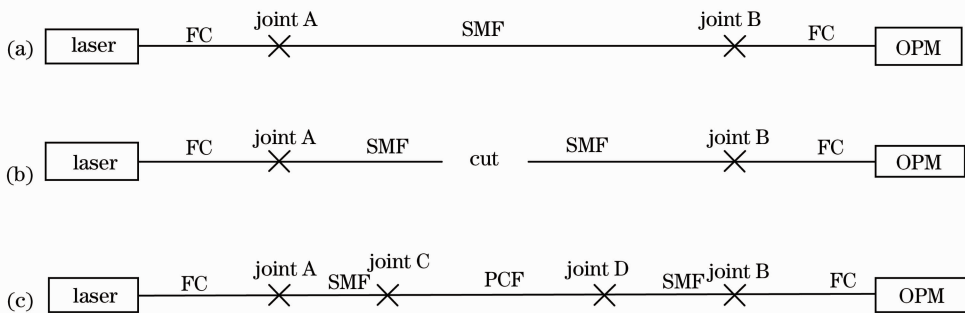 joint A SMF joint B
(a) laser FC FC OPM
joint A SMF cut SMF joint B
(b) laser FC FC OPM
joint A SMF joint C PCF joint D SMF joint B
(c) laser FC FC OPM